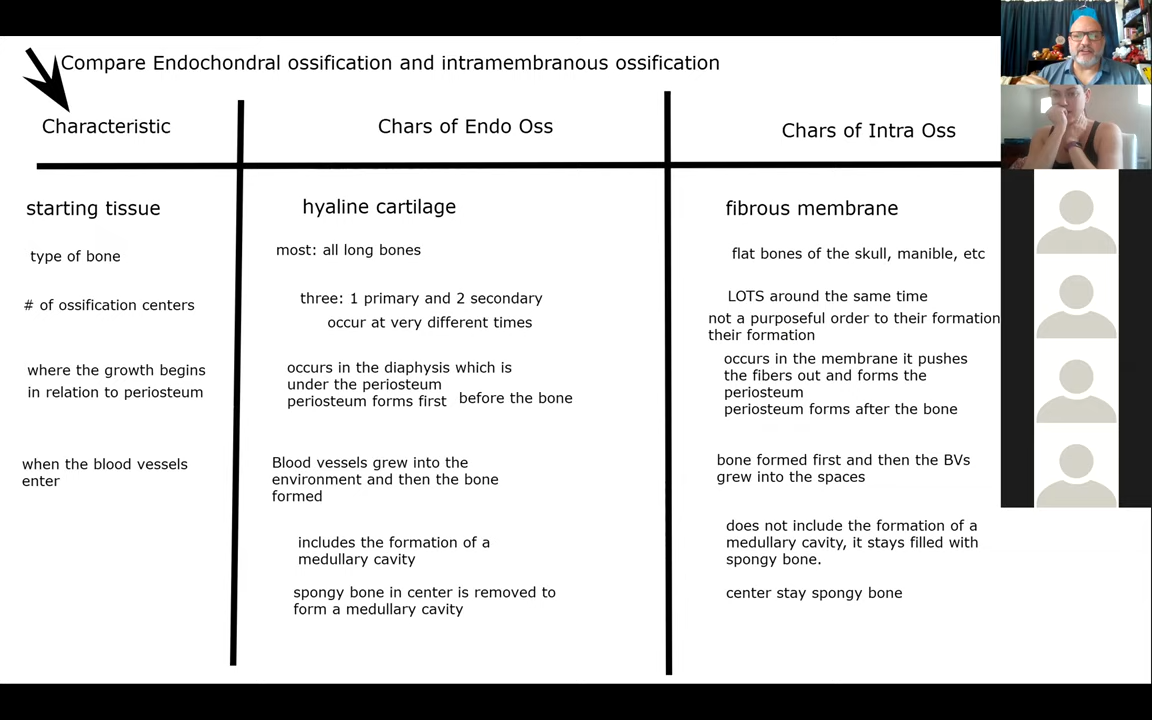 Compare Endochondral ossification and intramembranous ossification
Characteristic
Chars of Endo Oss
Chars of Intra Oss
starting tissue
hyaline cartilage
fibrous membrane
type of bone
most: all long bones
flat bones of the skull, manible, etc
# of ossification centers
three: 1 primary and 2 secondary
occur at very different times
LOTS around the same time
not a purposeful order to their formation
their formation
where the growth begins
in relation to periosteum
occurs in the diaphysis which is
under the periosteum
periosteum forms first
before the bone
occurs in the membrane it pushes
the fibers out and forms the
periosteum
periosteum forms after the bone
when the blood vessels
enter
Blood vessels grew into the
environment and then the bone
formed
bone formed first and then the BVs
grew into the spaces
includes the formation of a
medullary cavity
does not include the formation of a
medullary cavity, it stays filled with
spongy bone.
spongy bone in center is removed to
form a medullary cavity
center stay spongy bone